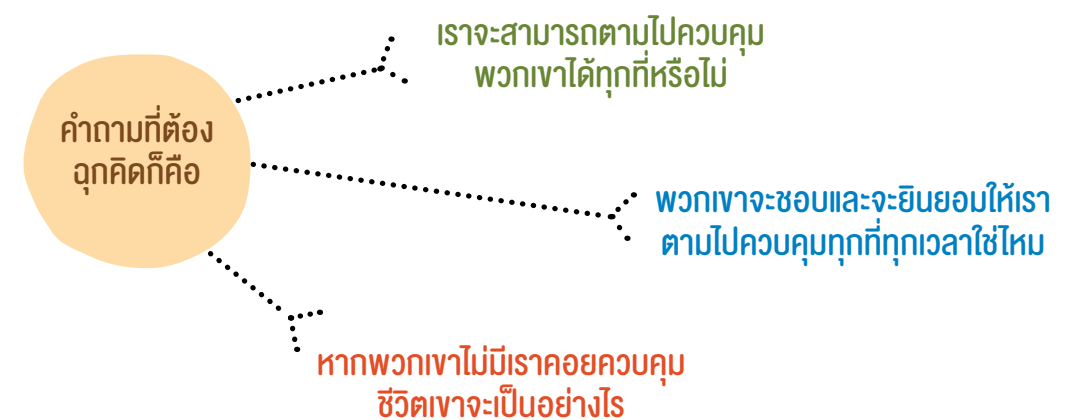 คำถามที่ต้อง
ฉุกคิดก็คือ
เราจะสามารถตามไปควบคุม
พวกเขาได้ทุกที่หรือไม่
พวกเขาจะชอบและจะยินยอมให้เรา
ตามไปควบคุมทุกที่ทุกเวลาใช่ไหม
หากพวกเขาไม่มีเราคอยควบคุม
ชีวิตเขาจะเป็นอย่างไร